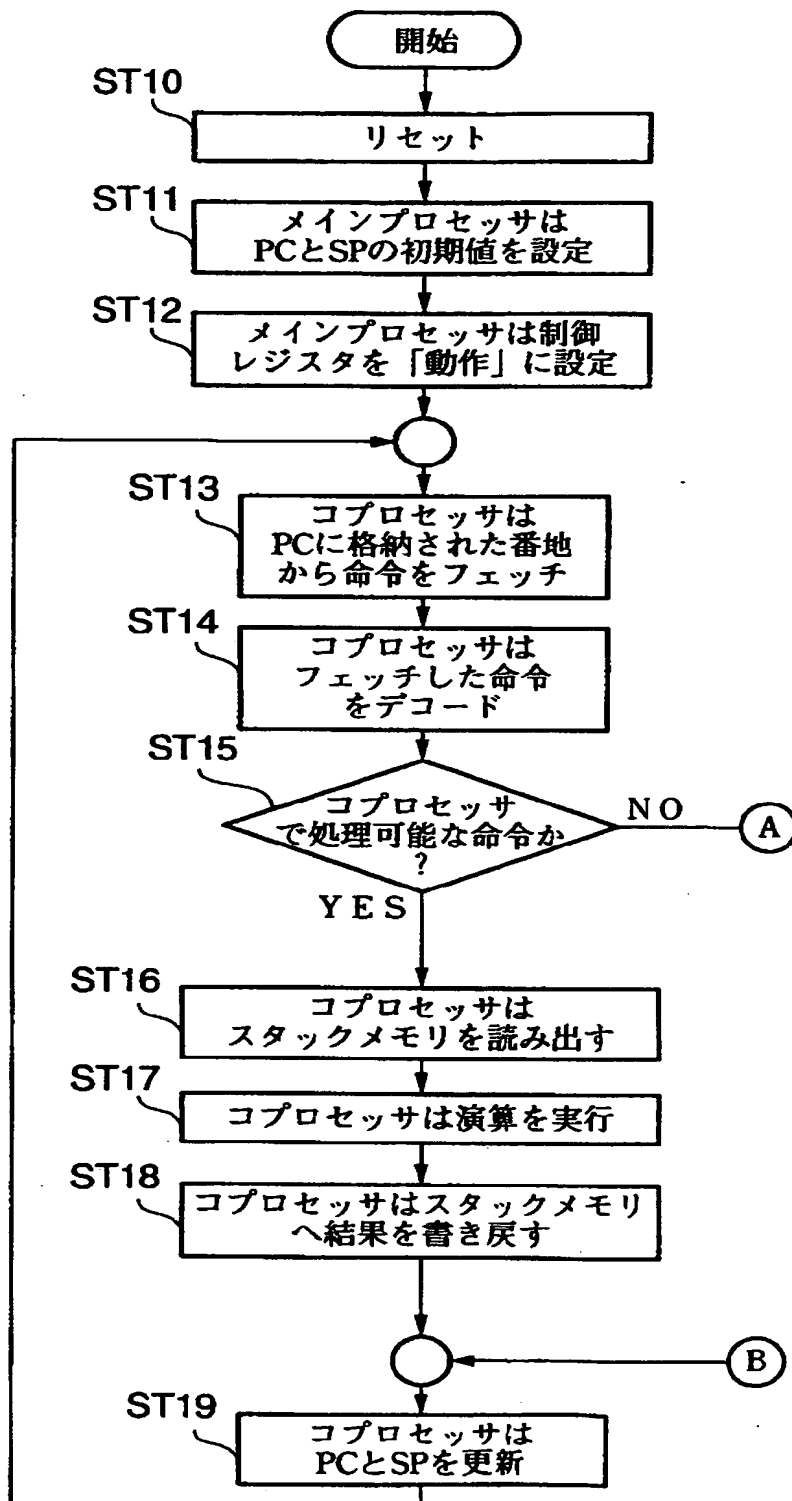 開始
ST10
リセット
ST11
メインプロセッサは
PCとSPの初期値を設定
ST12
メインプロセッサは制御
レジスタを「動作」に設定
ST13
コプロセッサは
PCに格納された番地
から命令をフェッチ
ST14
コプロセッサは
フェッチした命令
をデコード
ST15
コプロセッサ
で処理可能な命令か
?
NO
A
YES
ST16
コプロセッサは
スタックメモリを読み出す
ST17
コプロセッサは演算を実行
ST18
コプロセッサはスタックメモリ
へ結果を書き戻す
B
ST19
コプロセッサは
PCとSPを更新